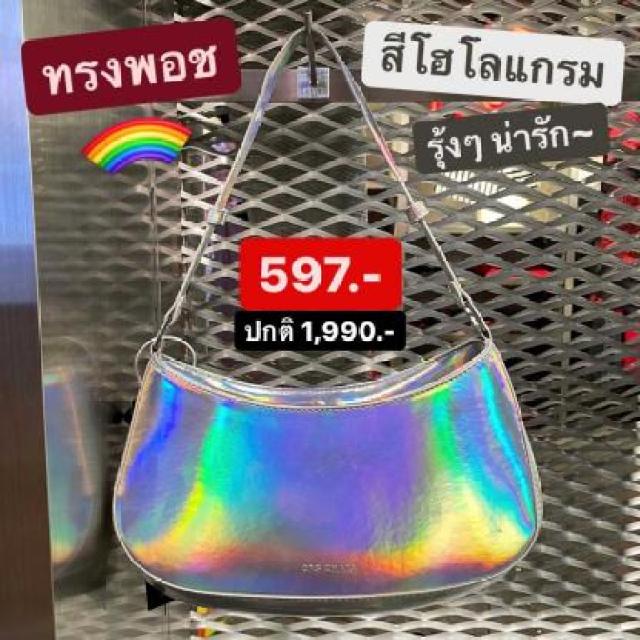 ทรงพอช
สีโฮโลแกรม
รุ้งๆ น่ารัก~
597.-
ปกติ 1,990.-